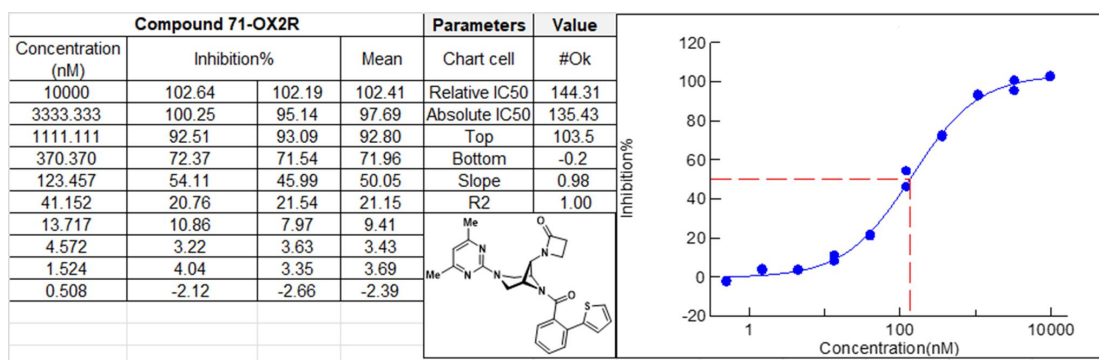 Compound 71-OX2R Parameters Value
Concentration (nM) Inhibition% Mean Chart cell #Ok
10000 102.64 102.19 102.41 Relative IC50 144.31
3333.333 100.25 95.14 97.69 Absolute IC50 135.43
1111.111 92.51 93.09 92.80 Top 103.5
370.370 72.37 71.54 71.96 Bottom -0.2
123.457 54.11 45.99 50.05 Slope 0.98
41.152 20.76 21.54 21.15 R2 1.00
13.717 10.86 7.97 9.41
4.572 3.22 3.63 3.43
1.524 4.04 3.35 3.69
0.508 -2.12 -2.66 -2.39
Me
O
N
N
N
Me
N
N
O
S
120
100
80
60
40
20
0
-20
Inhibition%
1 100 10000
Concentration(nM)